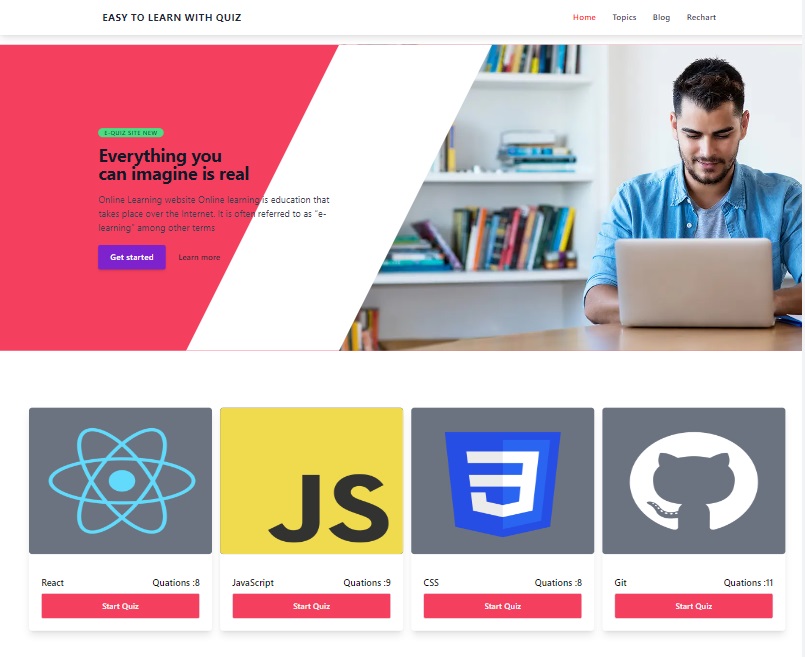 EASY TO LEARN WITH QUIZ
Home Topics Blog Rechart
E-QUIZ SITE NEW
Everything you
can imagine is real
Online Learning website Online learning is education that
takes place over the Internet. It is often referred to as "e-
learning" among other terms
Get started Learn more
JS
React Quations :8
Start Quiz
JavaScript Quations :9
Start Quiz
CSS Quations :8
Start Quiz
Git Quations :11
Start Quiz